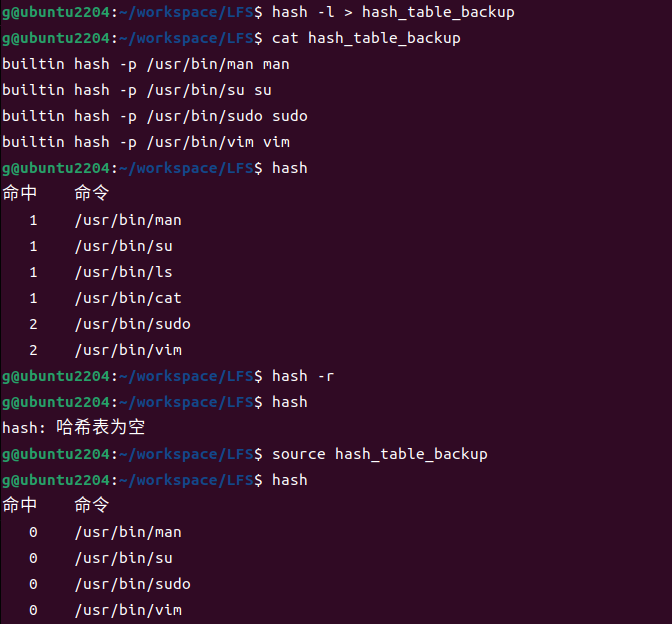 g@ubuntu2204:~/workspace/LFS$ hash -l > hash_table_backup
g@ubuntu2204:~/workspace/LFS$ cat hash_table_backup
builtin hash -p /usr/bin/man man
builtin hash -p /usr/bin/su su
builtin hash -p /usr/bin/sudo sudo
builtin hash -p /usr/bin/vim vim
g@ubuntu2204:~/workspace/LFS$ hash
命中    命令
   1    /usr/bin/man
   1    /usr/bin/su
   1    /usr/bin/ls
   1    /usr/bin/cat
   2    /usr/bin/sudo
   2    /usr/bin/vim
g@ubuntu2204:~/workspace/LFS$ hash -r
g@ubuntu2204:~/workspace/LFS$ hash
hash: 哈希表为空
g@ubuntu2204:~/workspace/LFS$ source hash_table_backup
g@ubuntu2204:~/workspace/LFS$ hash
命中    命令
   0    /usr/bin/man
   0    /usr/bin/su
   0    /usr/bin/sudo
   0    /usr/bin/vim